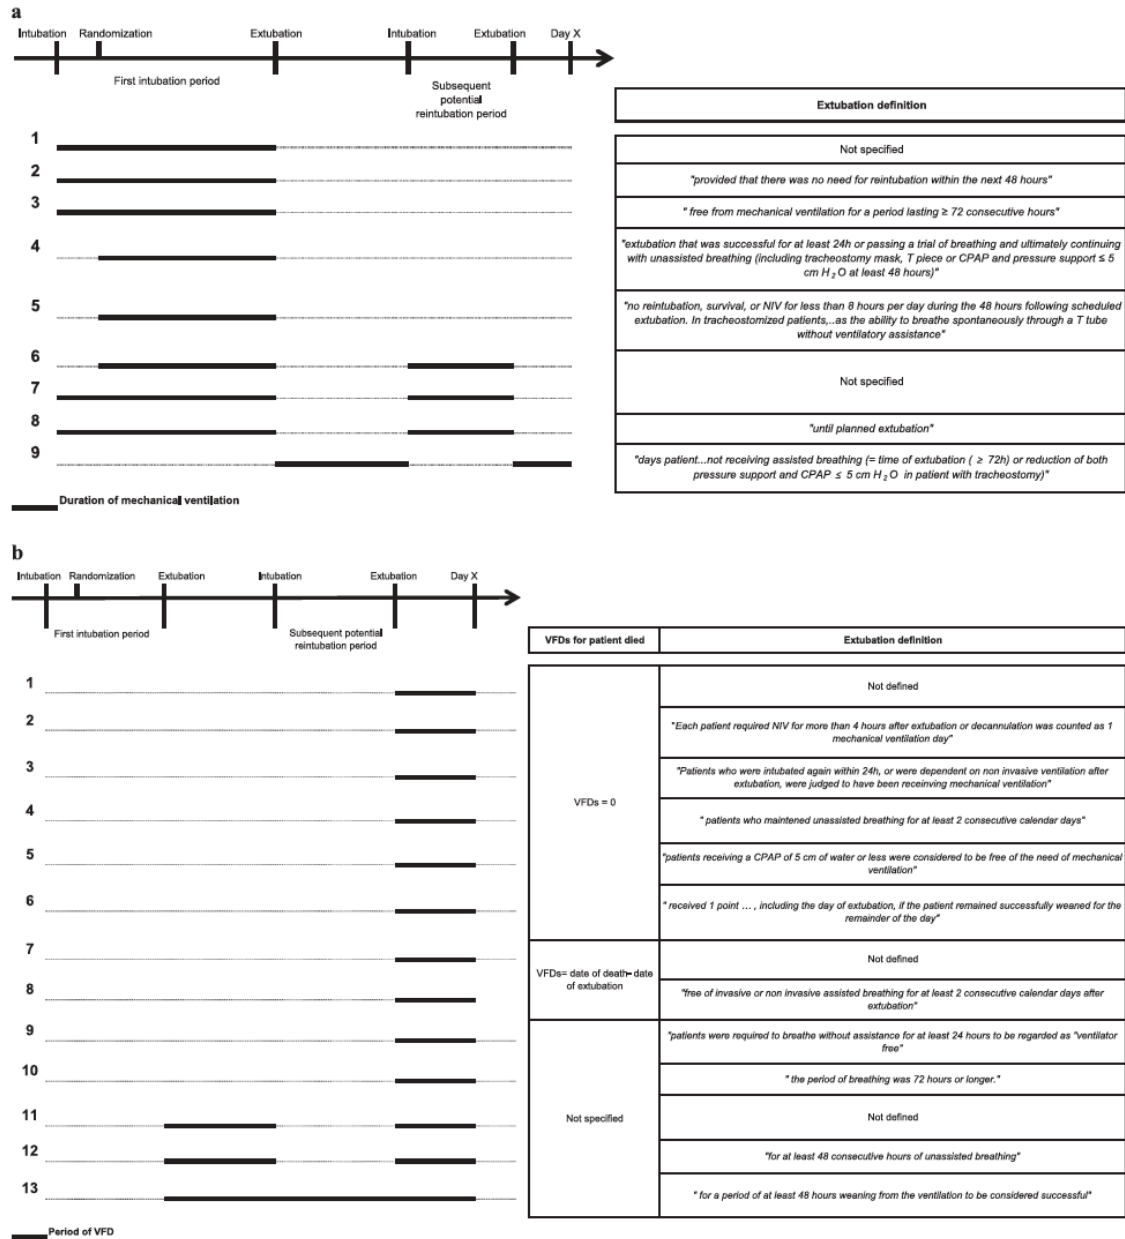 a
Intubation Randomization Extubation Intubation Extubation Day X
First intubation period
Subsequent
potential
reintubation period
Extubation definition
1
Not specified
2
"provided that there was no need for reintubation within the next 48 hours"
3
" free from mechanical ventilation for a period lasting ≥ 72 consecutive hours"
4
"extubation that was successful for at least 24h or passing a trial of breathing and ultimately continuing
with unassisted breathing (including tracheostomy mask, T piece or CPAP and pressure support ≤ 5
cm H2O at least 48 hours)"
5
"no reintubation, survival, or NIV for less than 8 hours per day during the 48 hours following scheduled
extubation. In tracheostomized patients,..as the ability to breathe spontaneously through a T tube
without ventilatory assistance"
6
7
Not specified
8
"until planned extubation"
9
"days patient...not receiving assisted breathing (= time of extubation ( ≥ 72h) or reduction of both
pressure support and CPAP ≤ 5 cm H2O in patient with tracheostomy)"
Duration of mechanical ventilation
b
Intubation Randomization Extubation Intubation Extubation Day X
First intubation period
Subsequent potential
reintubation period
VFDs for patient died Extubation definition
1
Not defined
2
"Each patient required NIV for more than 4 hours after extubation or decannulation was counted as 1
mechanical ventilation day"
3
"Patients who were intubated again within 24h, or were dependent on non invasive ventilation after
extubation, were judged to have been receinving mechanical ventilation"
VFDs = 0
4
" patients who maintened unassisted breathing for at least 2 consecutive calendar days"
5
"patients receiving a CPAP of 5 cm of water or less were considered to be free of the need of mechanical
ventilation"
6
" received 1 point ... , including the day of extubation, if the patient remained successfully weaned for the
remainder of the day"
7
Not defined
VFDs= date of death- date
of extubation
8
"free of invasive or non invasive assisted breathing for at least 2 consecutive calendar days after
extubation"
9
"patients were required to breathe without assistance for at least 24 hours to be regarded as "ventilator
free"
10
" the period of breathing was 72 hours or longer."
11
Not defined
Not specified
12
"for at least 48 consecutive hours of unassisted breathing"
13
" for a period of at least 48 hours weaning from the ventilation to be considered successful"
Period of VFD